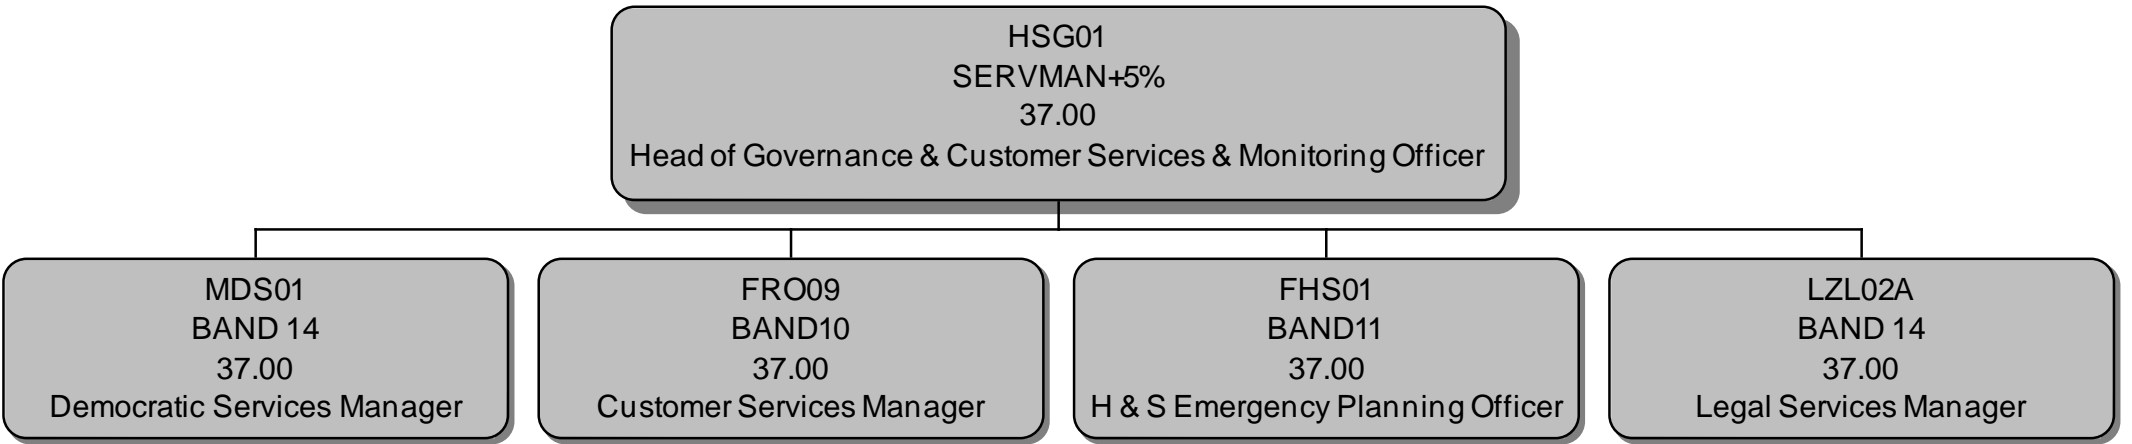 HSG01
SERVMAN+5%
37.00
Head of Governance & Customer Services & Monitoring Officer
MDS01
BAND 14
37.00
Democratic Services Manager
FRO09
BAND10
37.00
Customer Services Manager
FHS01
BAND11
37.00
H & S Emergency Planning Officer
LZL02A
BAND 14
37.00
Legal Services Manager